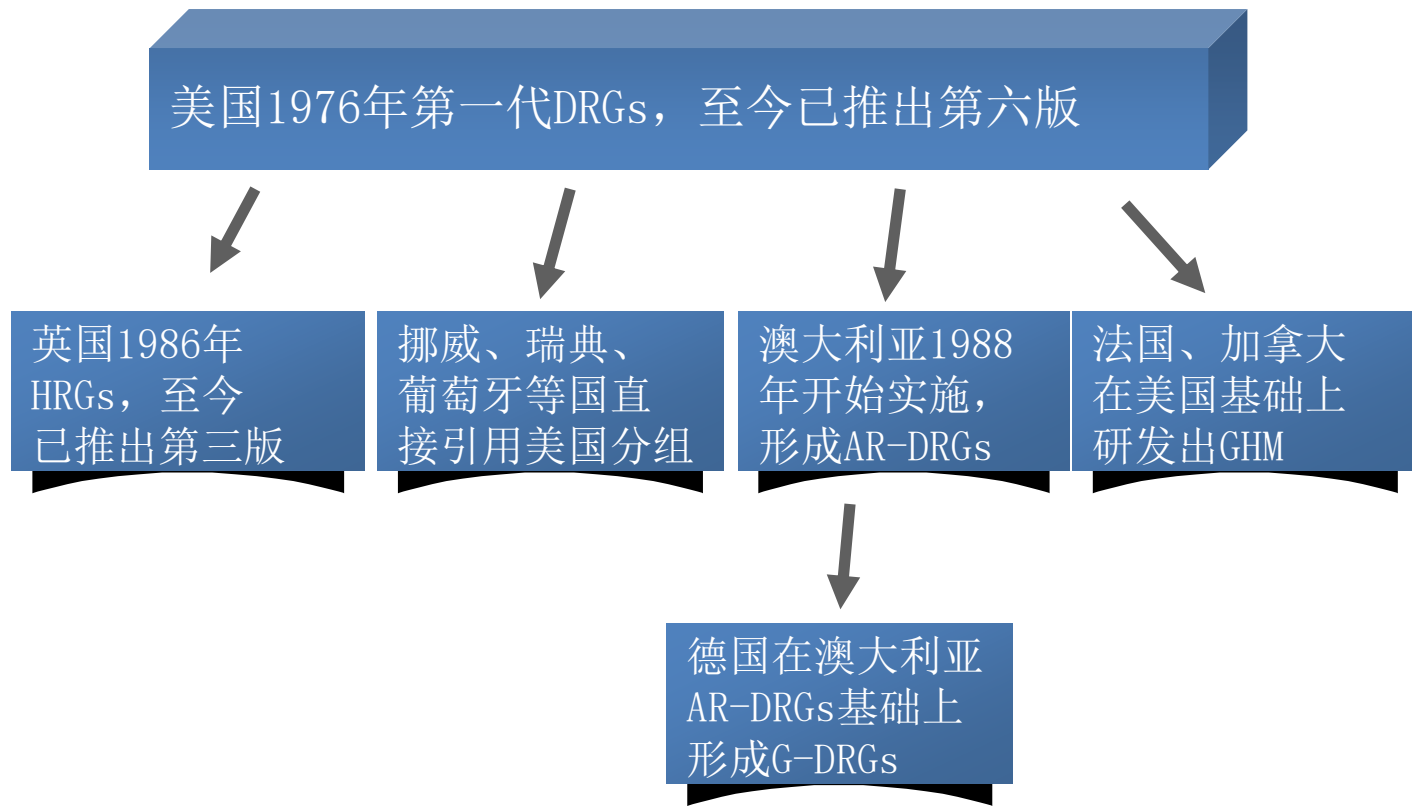 美国1976年第一代DRGs，至今已推出第六版
英国1986年
HRGs，至今
已推出第三版
挪威、瑞典、
葡萄牙等国直
接引用美国分组
澳大利亚1988
年开始实施，
形成AR-DRGs
法国、加拿大
在美国基础上
研发出GHM
德国在澳大利亚
AR-DRGs基础上
形成G-DRGs